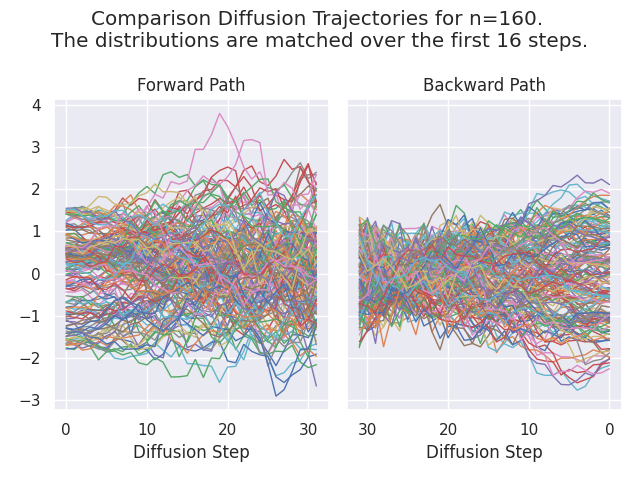 Comparison Diffusion Trajectories for n=160.
The distributions are matched over the first 16 steps.
Forward Path
Backward Path
4
3
2
1
0
−1
−2
−3
0 10 20 30
30 20 10 0
Diffusion Step
Diffusion Step